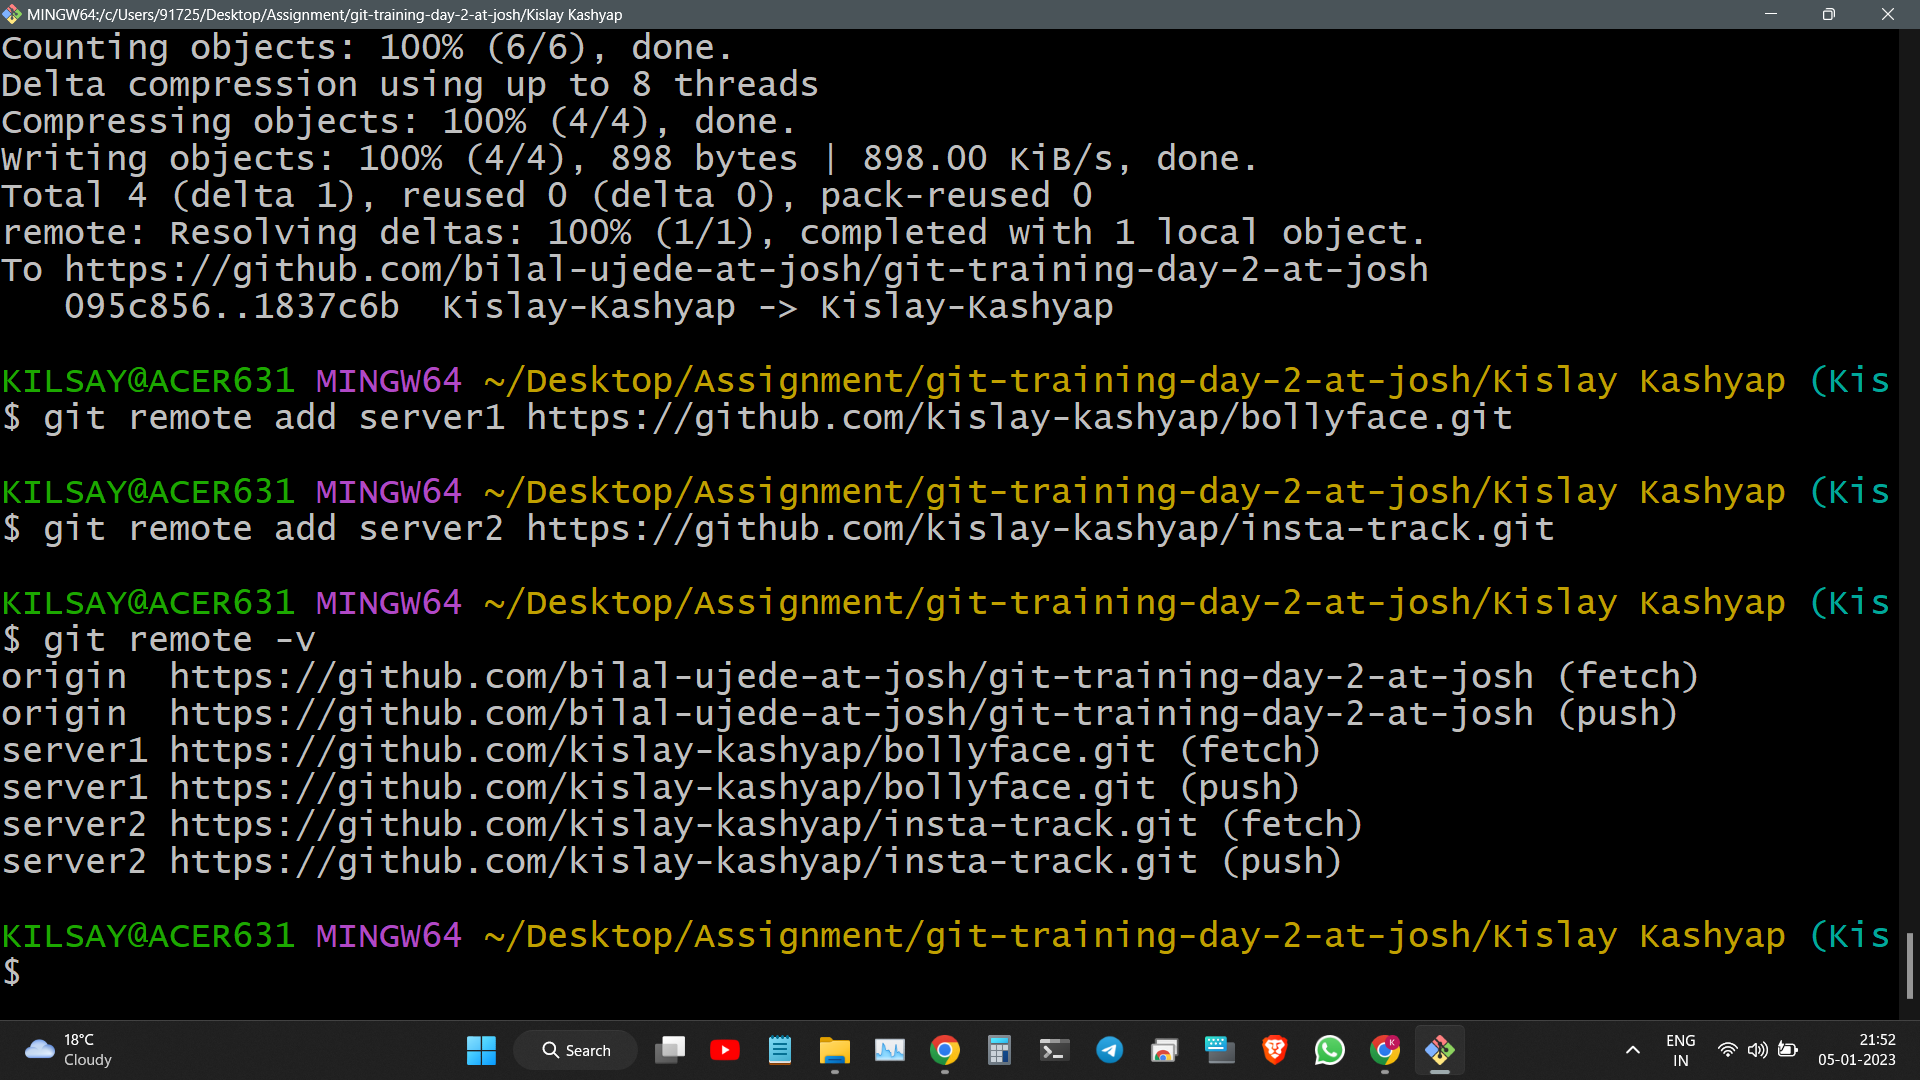 MINGW64:/c/Users/91725/Desktop/Assignment/git-training-day-2-at-josh/Kislay Kashyap
Counting objects: 100% (6/6), done.
Delta compression using up to 8 threads
Compressing objects: 100% (4/4), done.
Writing objects: 100% (4/4), 898 bytes | 898.00 KiB/s, done.
Total 4 (delta 1), reused 0 (delta 0), pack-reused 0
remote: Resolving deltas: 100% (1/1), completed with 1 local object.
To https://github.com/bilal-ujede-at-josh/git-training-day-2-at-josh
   095c856..1837c6b  Kislay-Kashyap -> Kislay-Kashyap
KILSAY@ACER631 MINGW64 ~/Desktop/Assignment/git-training-day-2-at-josh/Kislay Kashyap (Kis
$ git remote add server1 https://github.com/kislay-kashyap/bollyface.git
KILSAY@ACER631 MINGW64 ~/Desktop/Assignment/git-training-day-2-at-josh/Kislay Kashyap (Kis
$ git remote add server2 https://github.com/kislay-kashyap/insta-track.git
KILSAY@ACER631 MINGW64 ~/Desktop/Assignment/git-training-day-2-at-josh/Kislay Kashyap (Kis
$ git remote -v
origin  https://github.com/bilal-ujede-at-josh/git-training-day-2-at-josh (fetch)
origin  https://github.com/bilal-ujede-at-josh/git-training-day-2-at-josh (push)
server1 https://github.com/kislay-kashyap/bollyface.git (fetch)
server1 https://github.com/kislay-kashyap/bollyface.git (push)
server2 https://github.com/kislay-kashyap/insta-track.git (fetch)
server2 https://github.com/kislay-kashyap/insta-track.git (push)
KILSAY@ACER631 MINGW64 ~/Desktop/Assignment/git-training-day-2-at-josh/Kislay Kashyap (Kis
$
18°C
Cloudy
Search
K
ENG
IN
21:52
05-01-2023